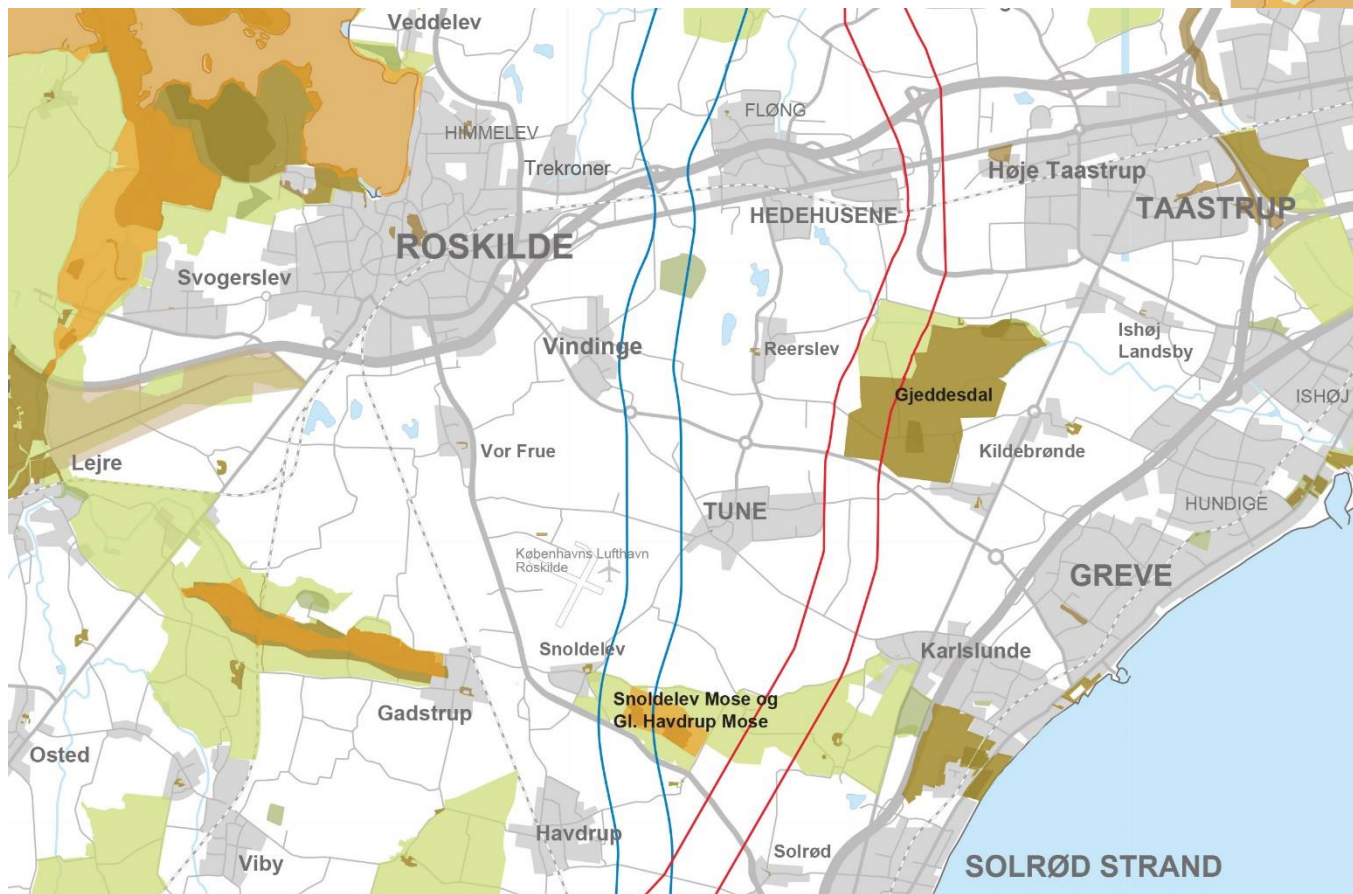 Veddelev
FLØNG
HIMMELEV
Trekroner
Høje Taastrup
TAASTRUP
HEDEHUSENE
ROSKILDE
Svogerslev
Ishøj
Landsby
Vindinge
Reerslev
Gjeddesdal
ISHØJ
Vor Frue
Kildebrønde
Lejre
HUNDIGE
TUNE
Københavns Lufthavn
Roskilde
GREVE
Snoldelev
Karlslunde
Snoldelev Mose og
Gl. Havdrup Mose
Gadstrup
Osted
Havdrup
Viby
Solrød
SOLRØD STRAND